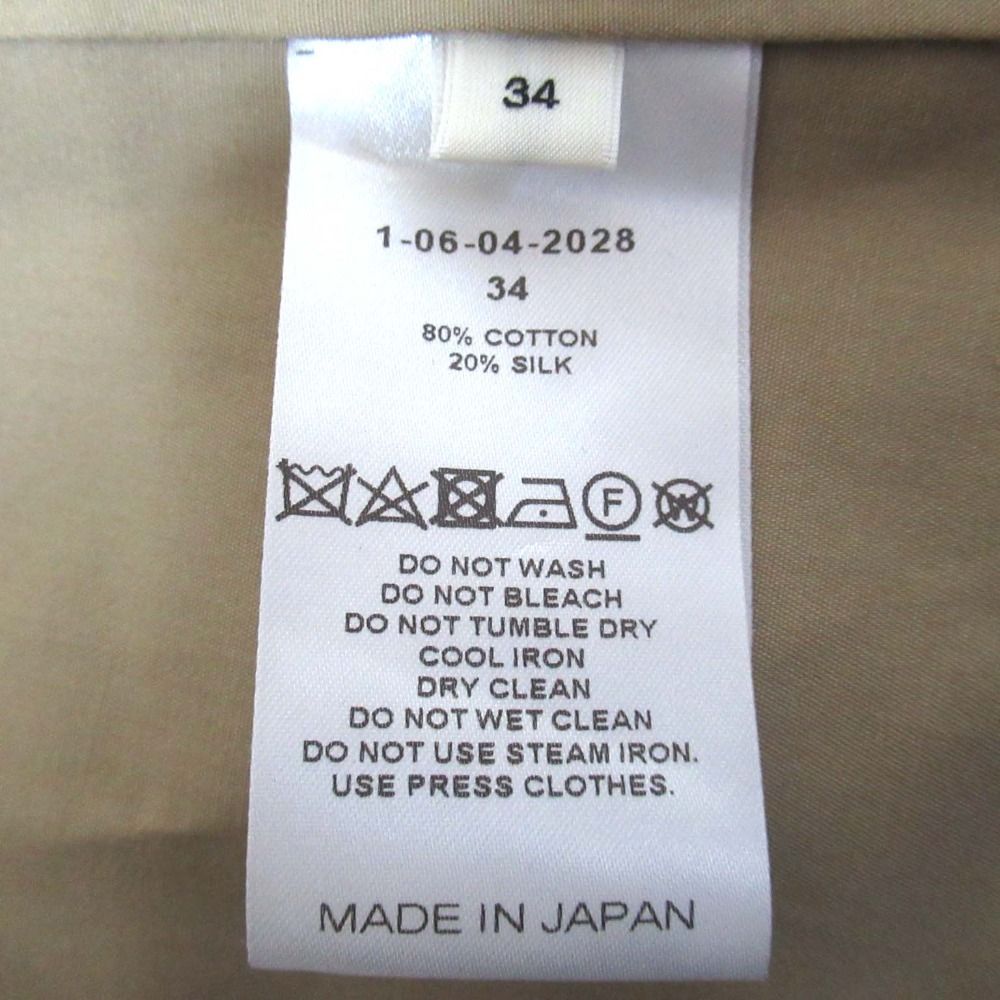 34
1-06-04-2028
34
80% COTTON
20% SILK
F W
DO NOT WASH
DO NOT BLEACH
DO NOT TUMBLE DRY
COOL IRON
DRY CLEAN
DO NOT WET CLEAN
DO NOT USE STEAM IRON.
USE PRESS CLOTHES.
MADE IN JAPAN